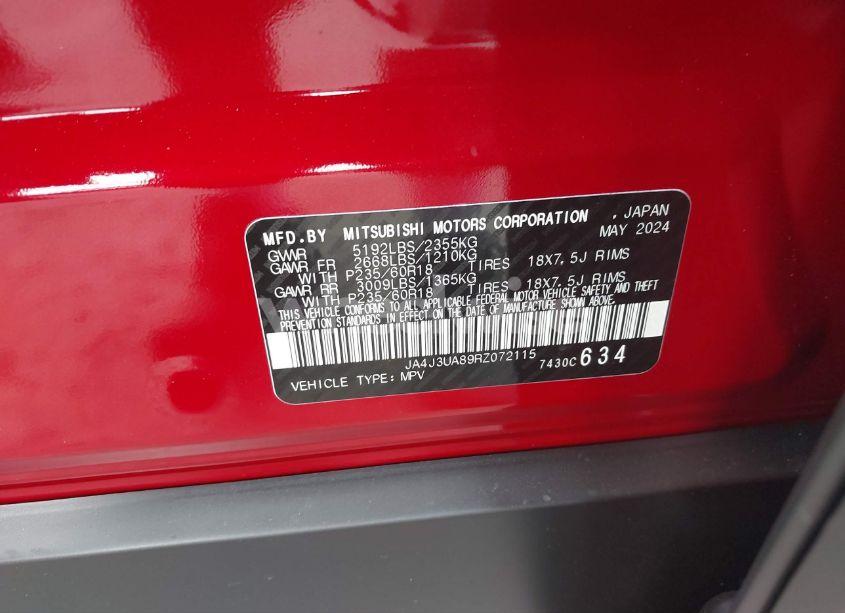 MFD.BY MITSUBISHI MOTORS CORPORATION , JAPAN
GVWR 5192LBS/2355KG MAY 2024
GAWR FR 2668LBS/1210KG
WITH P235/60R18 TIRES 18X7.5J RIMS
GAWR RR 3009LBS/1365KG
WITH P235/60R18 TIRES 18X7.5J RIMS
THIS VEHICLE CONFORMS TO ALL APPLICABLE FEDERAL MOTOR VEHICLE SAFETY AND THEFT
PREVENTION STANDARDS IN EFFECT ON THE DATE OF MANUFACTURE SHOWN ABOVE.
JA4J3UA89RZ072115 7430C 634
VEHICLE TYPE: MPV